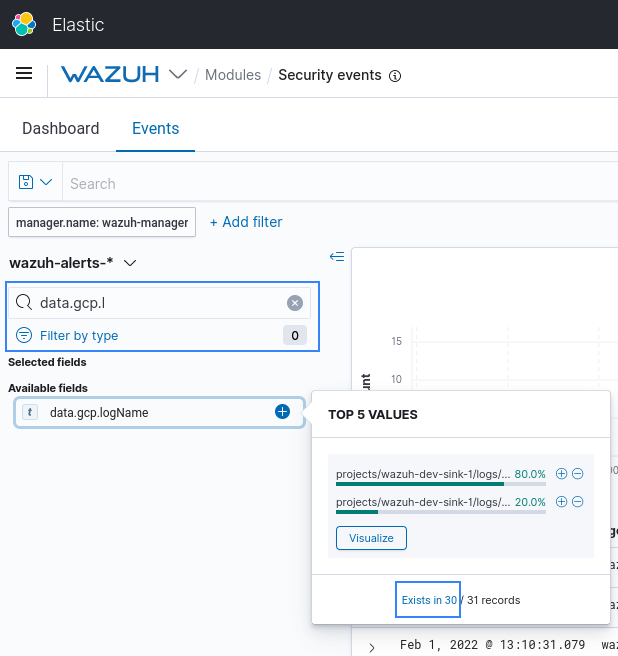 Elastic
WAZUH / Modules / Security events
Dashboard Events
Search
manager.name: wazuh-manager + Add filter
wazuh-alerts-*
data.gcp.l
Filter by type 0
Selected fields
Available fields
t data.gcp.logName
15
10
TOP 5 VALUES
projects/wazuh-dev-sink-1/logs/... 80.0%
projects/wazuh-dev-sink-1/logs/... 20.0%
Visualize
Exists in 30 / 31 records
Feb 1, 2022 @ 13:10:31.079